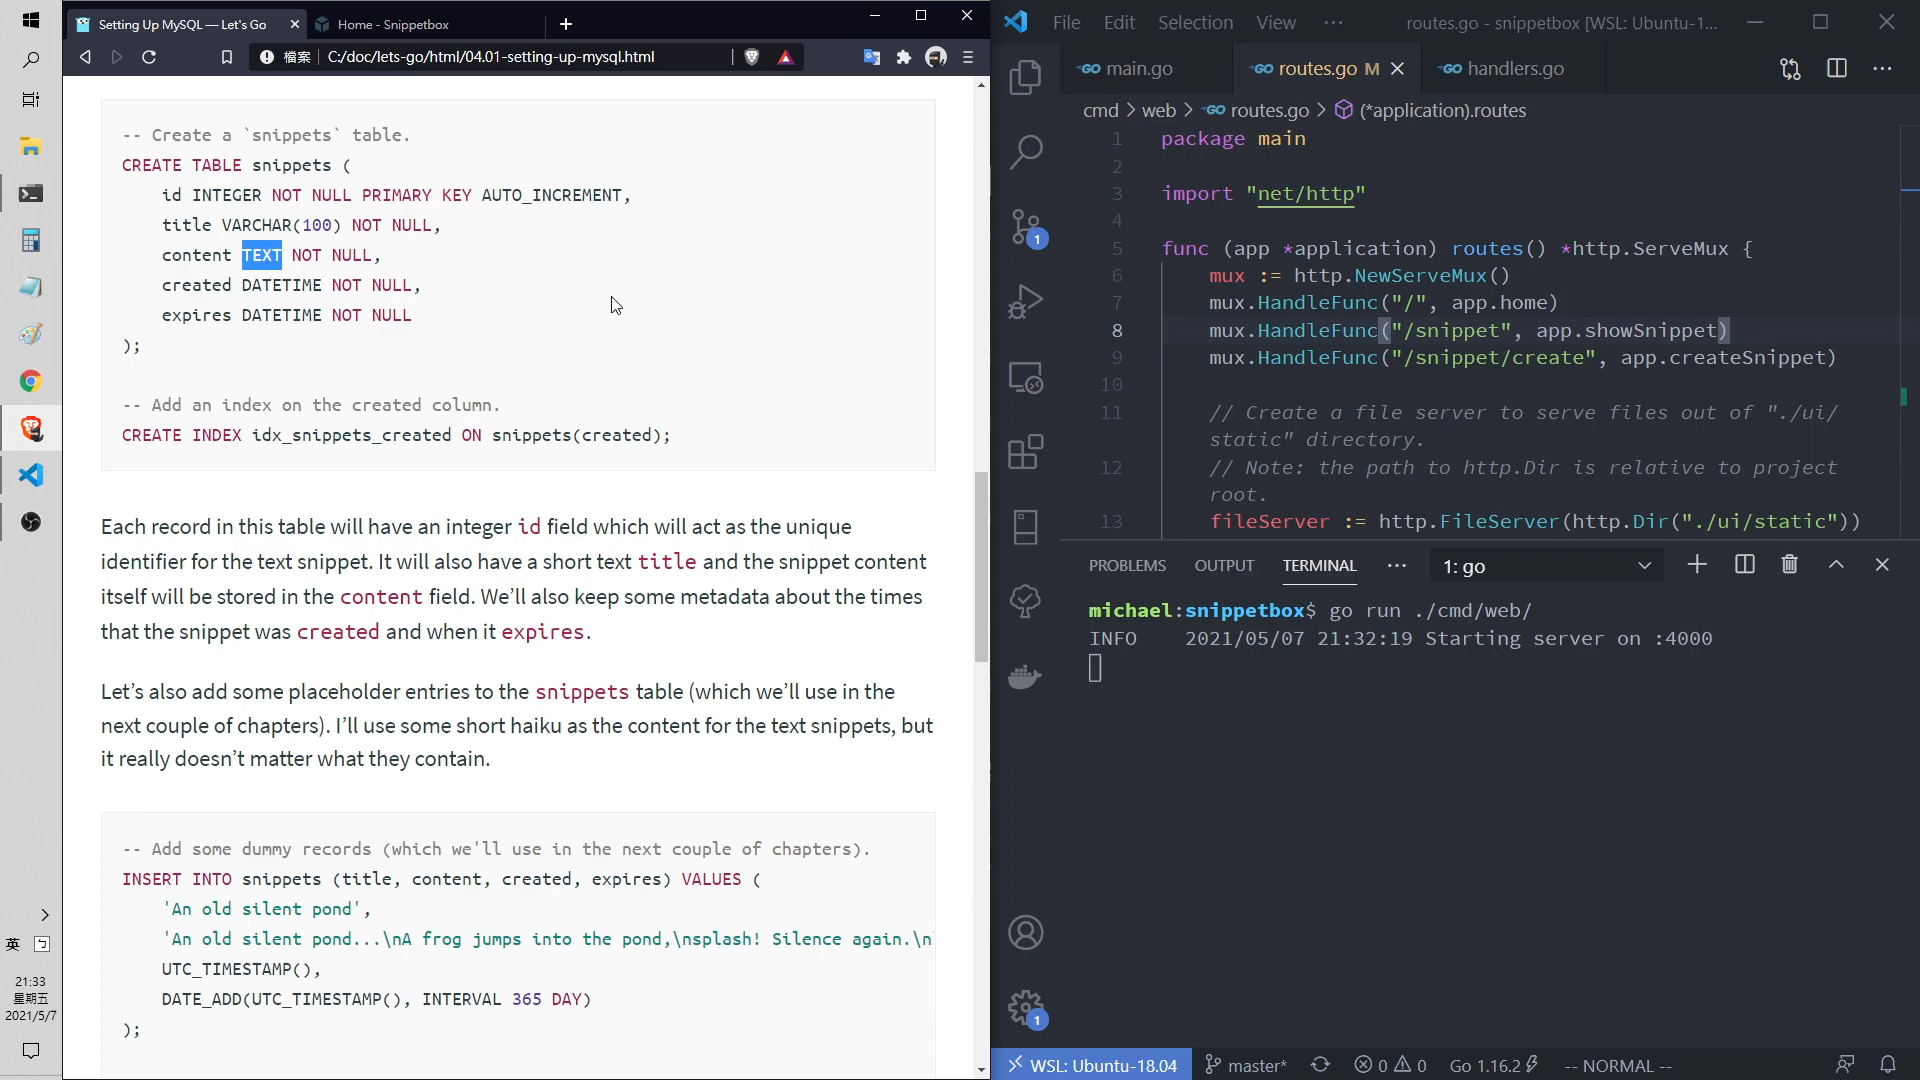 Setting Up MySQL — Let's Go
Home - Snippetbox
檔案
C:/doc/lets-go/html/04.01-setting-up-mysql.html
-- Create a `snippets` table.
CREATE TABLE snippets (
id INTEGER NOT NULL PRIMARY KEY AUTO_INCREMENT,
title VARCHAR(100) NOT NULL,
content TEXT NOT NULL,
created DATETIME NOT NULL,
expires DATETIME NOT NULL
);
-- Add an index on the created column.
CREATE INDEX idx_snippets_created ON snippets(created);
Each record in this table will have an integer id field which will act as the unique
identifier for the text snippet. It will also have a short text title and the snippet content
itself will be stored in the content field. We’ll also keep some metadata about the times
that the snippet was created and when it expires.
Let’s also add some placeholder entries to the snippets table (which we’ll use in the
next couple of chapters). I’ll use some short haiku as the content for the text snippets, but
it really doesn’t matter what they contain.
-- Add some dummy records (which we'll use in the next couple of chapters).
INSERT INTO snippets (title, content, created, expires) VALUES (
'An old silent pond',
'An old silent pond...\nA frog jumps into the pond,\nsplash! Silence again.\n
UTC_TIMESTAMP(),
DATE_ADD(UTC_TIMESTAMP(), INTERVAL 365 DAY)
);
英
21:33
星期五
2021/5/7
File Edit Selection View ···
routes.go - snippetbox [WSL: Ubuntu-1...
main.go
routes.go M
handlers.go
cmd > web > routes.go > (*application).routes
1 package main
2
3 import "net/http"
4
5 func (app *application) routes() *http.ServeMux {
6 mux := http.NewServeMux()
7 mux.HandleFunc("/", app.home)
8 mux.HandleFunc("/snippet", app.showSnippet)
9 mux.HandleFunc("/snippet/create", app.createSnippet)
10
11 // Create a file server to serve files out of "./ui/
static" directory.
12 // Note: the path to http.Dir is relative to project
root.
13 fileServer := http.FileServer(http.Dir("./ui/static"))
PROBLEMS OUTPUT TERMINAL ··· 1: go
michael:snippetbox$ go run ./cmd/web/
INFO 2021/05/07 21:32:19 Starting server on :4000
1
1
WSL: Ubuntu-18.04 master* 0 0 Go 1.16.2 -- NORMAL --